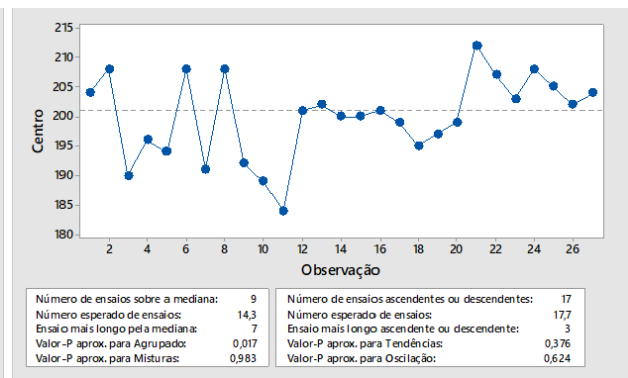 215
210
205
200
195
190
185
180
Centro
2 4 6 8 10 12 14 16 18 20 22 24 26
Observação
Número de ensaios sobre a mediana: 9
Número esperado de ensaios: 14,3
Ensaio mais longo pela mediana: 7
Valor-P aprox. para Agrupado: 0,017
Valor-P aprox. para Misturas: 0,983
Número de ensaios ascendentes ou descendentes: 17
Número esperado de ensaios: 17,7
Ensaio mais longo ascendente ou descendente: 3
Valor-P aprox. para Tendências: 0,376
Valor-P aprox. para Oscilação: 0,624